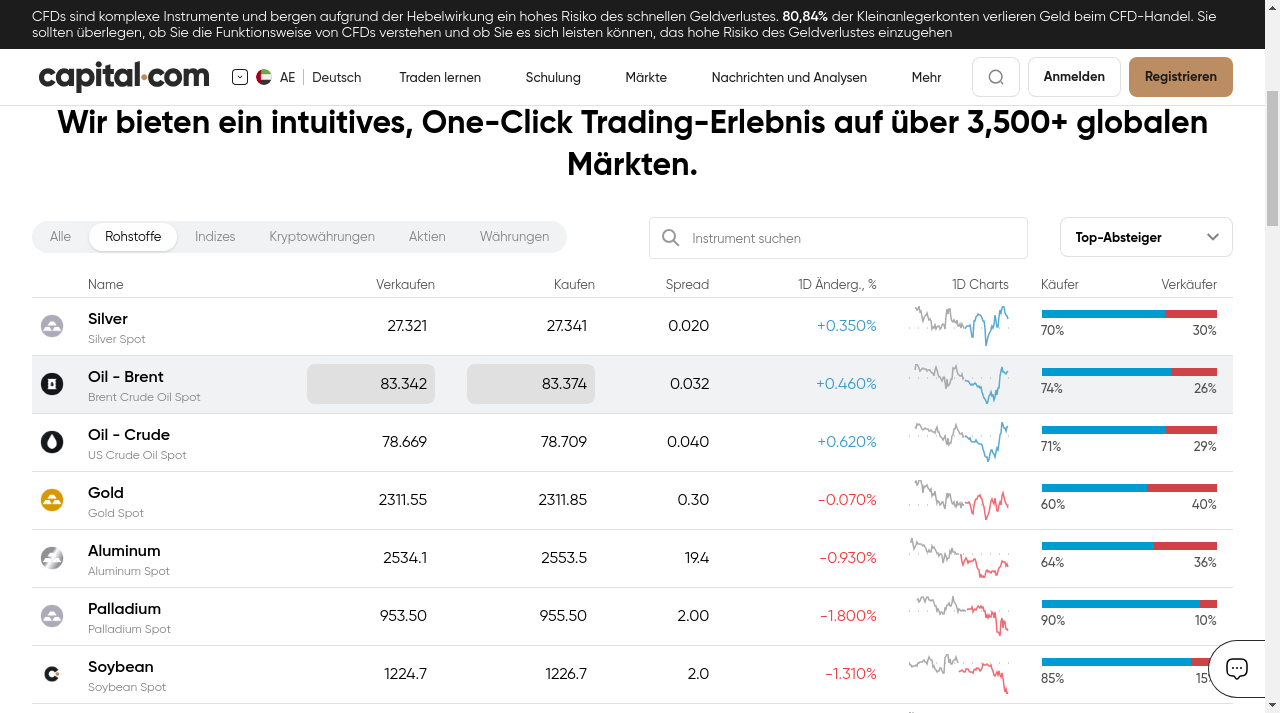 CFDs sind komplexe Instrumente und bergen aufgrund der Hebelwirkung ein hohes Risiko des schnellen Geldverlustes. 80,84% der Kleinanlegerkonten verlieren Geld beim CFD-Handel. Sie
sollten überlegen, ob Sie die Funktionsweise von CFDs verstehen und ob Sie es sich leisten können, das hohe Risiko des Geldverlustes einzugehen
capital.com AE Deutsch Traden lernen Schulung Märkte Nachrichten und Analysen Mehr Anmelden Registrieren
Wir bieten ein intuitives, One-Click Trading-Erlebnis auf über 3,500+ globalen
Märkten.
Alle Rohstoffe Indizes Kryptowährungen Aktien Währungen Instrument suchen Top-Absteiger
Name Verkaufen Kaufen Spread 1D Änderg., % 1D Charts Käufer Verkäufer
Silver 27.321 27.341 0.020 +0.350% 70% 30%
Silver Spot
Oil - Brent 83.342 83.374 0.032 +0.460% 74% 26%
Brent Crude Oil Spot
Oil - Crude 78.669 78.709 0.040 +0.620% 71% 29%
US Crude Oil Spot
Gold 2311.55 2311.85 0.30 -0.070% 60% 40%
Gold Spot
Aluminum 2534.1 2553.5 19.4 -0.930% 64% 36%
Aluminum Spot
Palladium 953.50 955.50 2.00 -1.800% 90% 10%
Palladium Spot
Soybean 1224.7 1226.7 2.0 -1.310% 85%
Soybean Spot